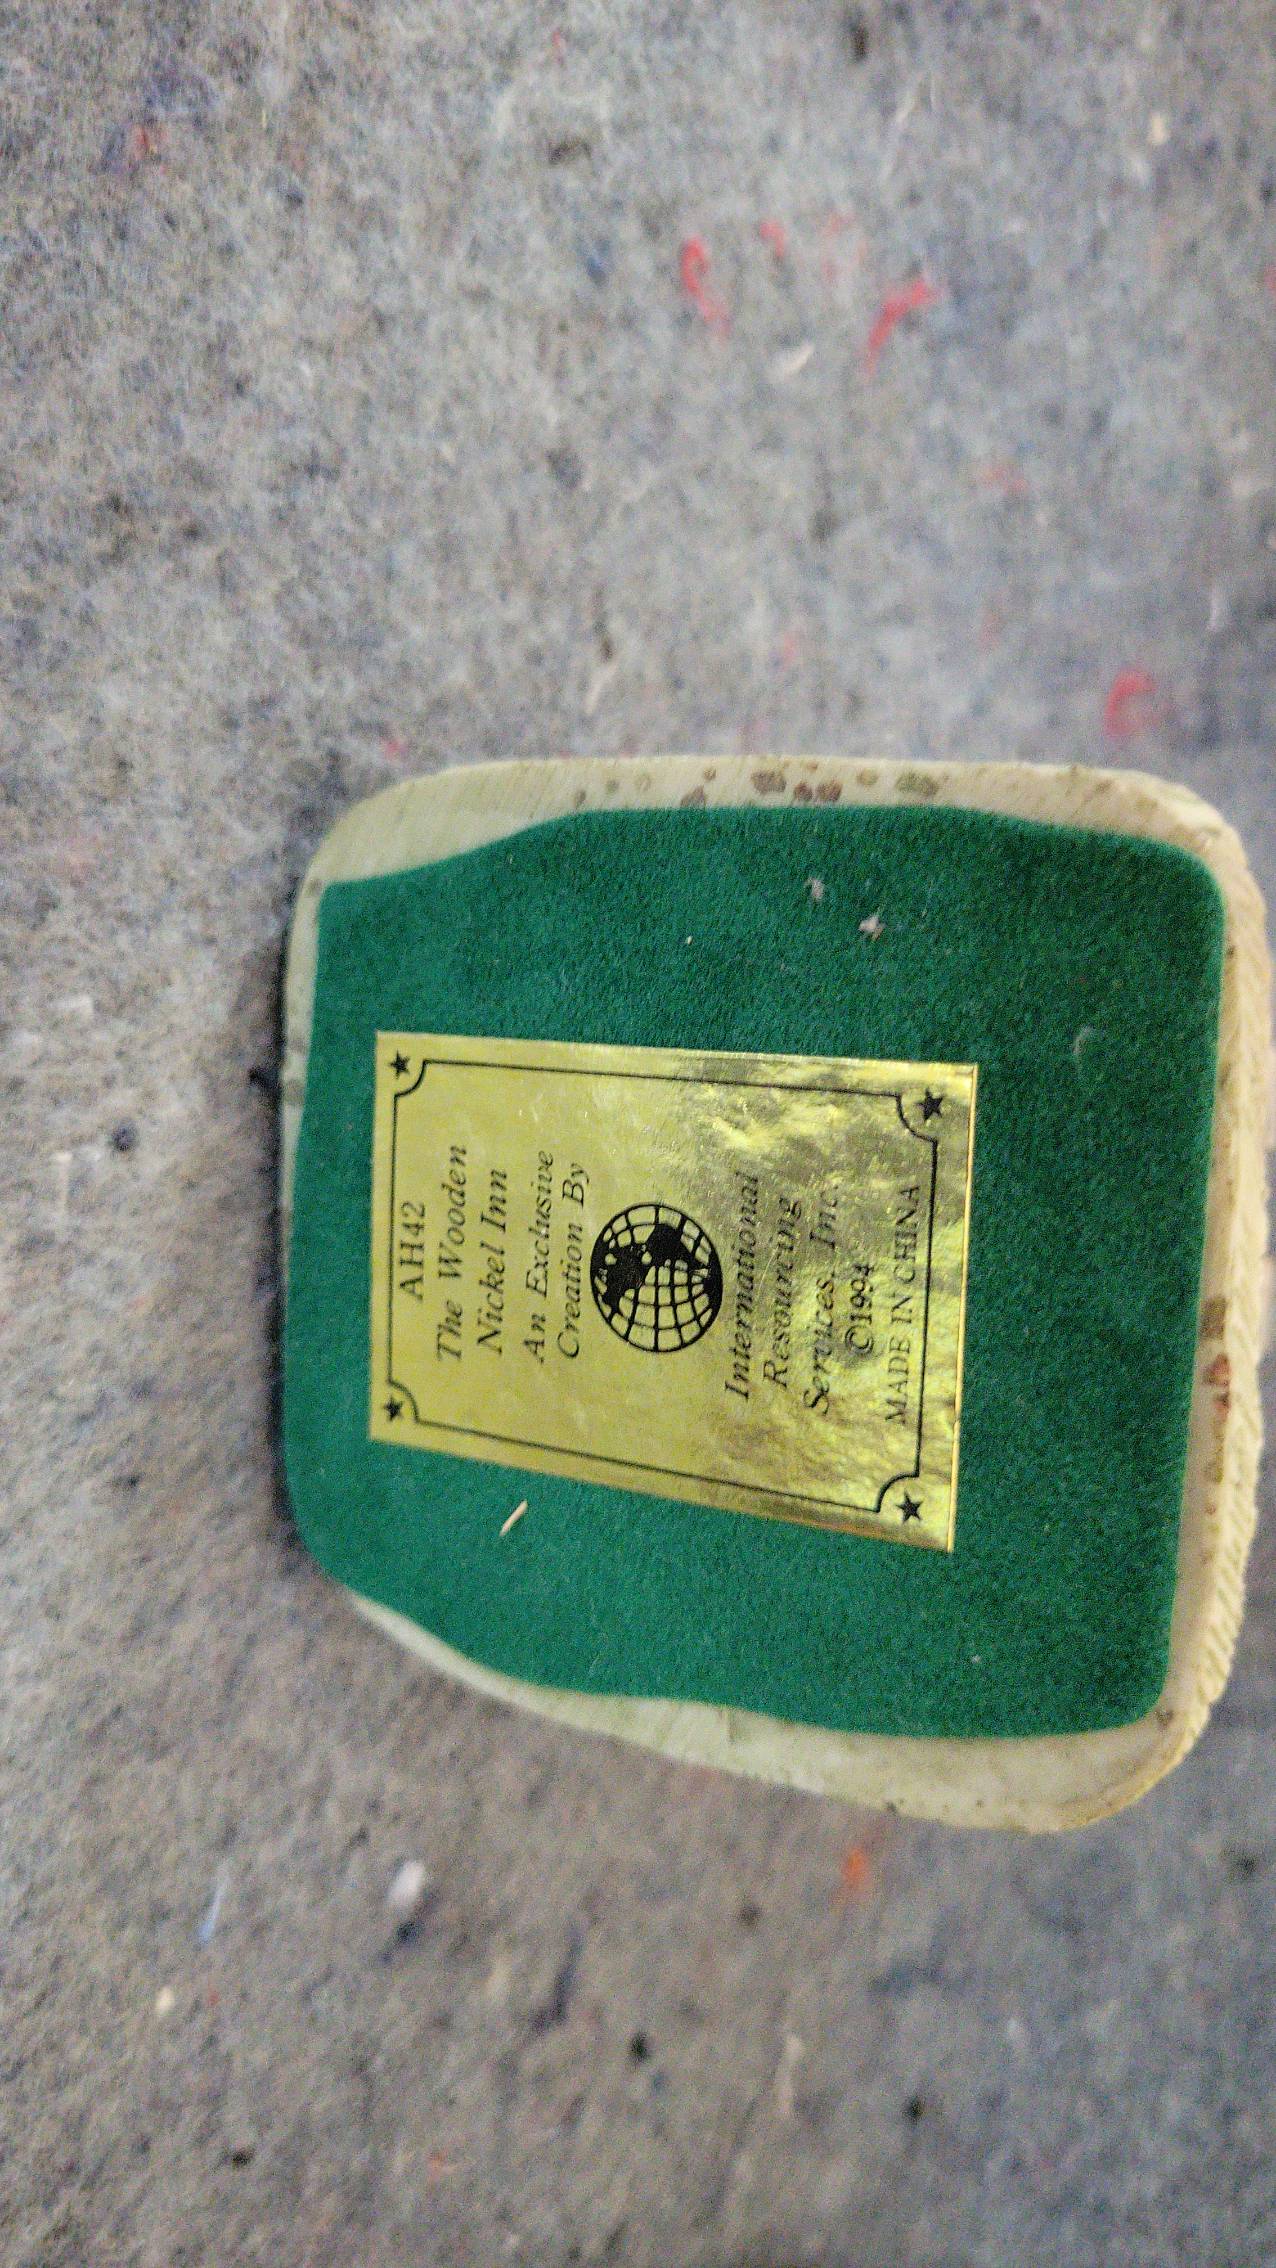 AH42
The Wooden
Nickel Inn
An Exclusive
Creation By
International
Resourcing
Services, Inc.
©1994
MADE IN CHINA